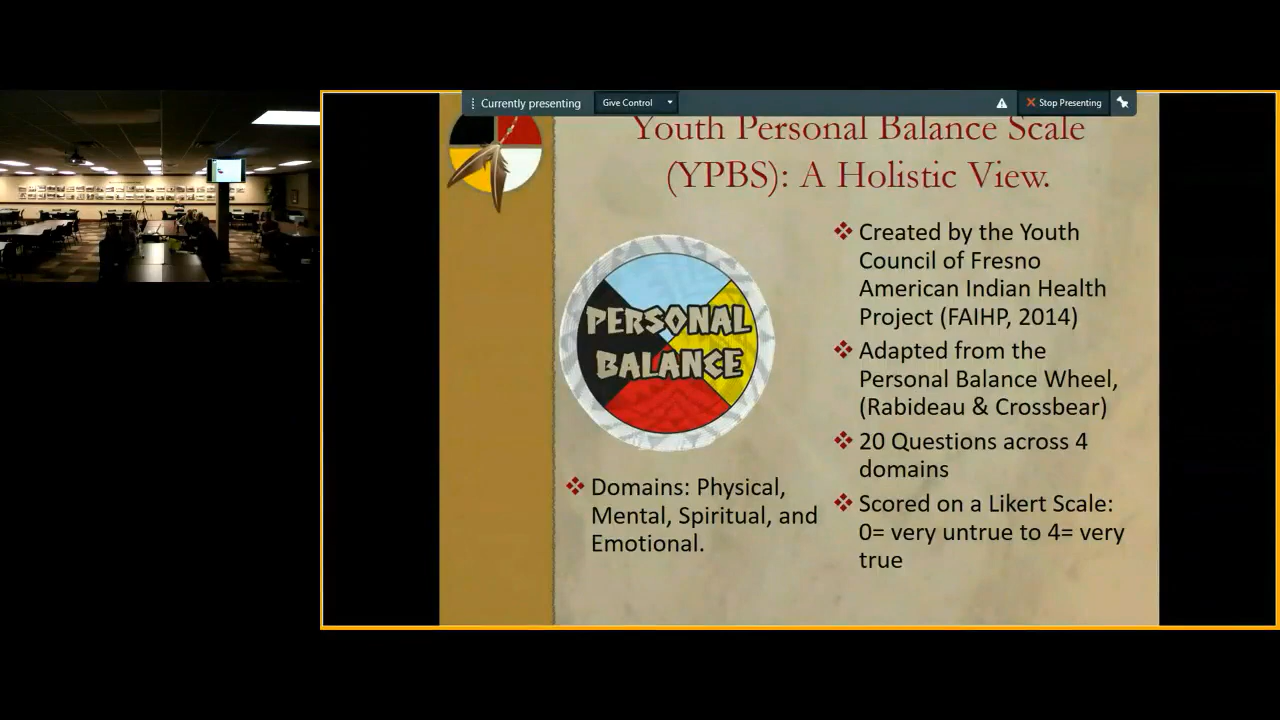 Currently presenting
Give Control
Stop Presenting
Youth Personal Balance Scale
(YPBS): A Holistic View.
PERSONAL
BALANCE
Domains: Physical,
Mental, Spiritual, and
Emotional.
Created by the Youth
Council of Fresno
American Indian Health
Project (FAIHP, 2014)
Adapted from the
Personal Balance Wheel,
(Rabideau & Crossbear)
20 Questions across 4
domains
Scored on a Likert Scale:
0= very untrue to 4= very
true